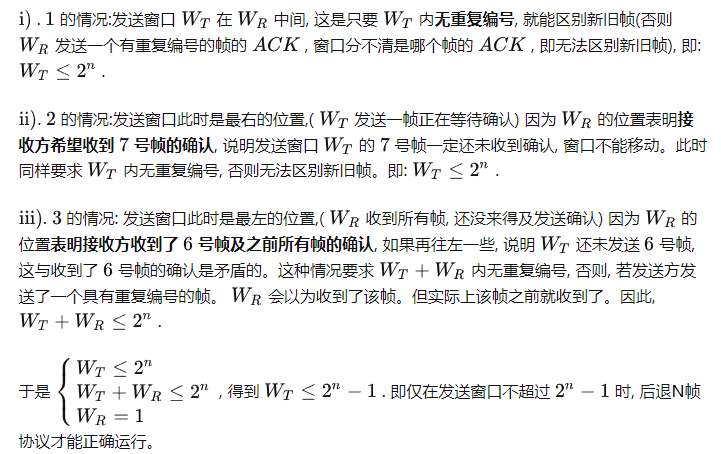 i). 1 的情况:发送窗口 $W_T$ 在 $W_R$ 中间, 这是只要 $W_T$ 内无重复编号, 就能区别新旧帧(否则
$W_R$ 发送一个有重复编号的帧的 $ACK$ , 窗口分不清是哪个帧的 $ACK$ , 即无法区别新旧帧), 即:
$W_T \leq 2^n$ .
ii). 2 的情况:发送窗口此时是最右的位置,( $W_T$ 发送一帧正在等待确认) 因为 $W_R$ 的位置表明接
收方希望收到 7 号帧的确认, 说明发送窗口 $W_T$ 的 7 号帧一定还未收到确认, 窗口不能移动。此时
同样要求 $W_T$ 内无重复编号, 否则无法区别新旧帧。即: $W_T \leq 2^n$ .
iii). 3 的情况: 发送窗口此时是最左的位置,( $W_R$ 收到所有帧, 还没来得及发送确认) 因为 $W_R$ 的
位置表明接收方收到了 6 号帧及之前所有帧的确认, 如果再往左一些, 说明 $W_T$ 还未发送 6 号帧,
这与收到了 6 号帧的确认是矛盾的。这种情况要求 $W_T + W_R$ 内无重复编号, 否则, 若发送方发
送了一个具有重复编号的帧。 $W_R$ 会以为收到了该帧。但实际上该帧之前就收到了。因此,
$W_T + W_R \leq 2^n$ .
于是 $\begin{cases} W_T \leq 2^n \\ W_T + W_R \leq 2^n \\ W_R = 1 \end{cases}$ , 得到 $W_T \leq 2^n - 1$ . 即仅在发送窗口不超过 $2^n - 1$ 时, 后退N帧
协议才能正确运行。